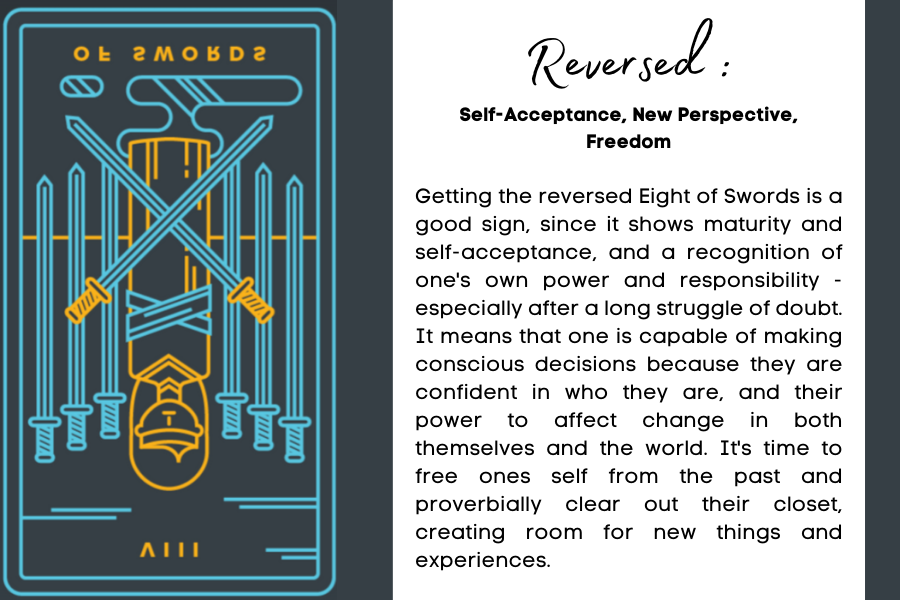 OF SWORDS
VIII
Reversed :
Self-Acceptance, New Perspective,
Freedom
Getting the reversed Eight of Swords is a
good sign, since it shows maturity and
self-acceptance, and a recognition of
one's own power and responsibility -
especially after a long struggle of doubt.
It means that one is capable of making
conscious decisions because they are
confident in who they are, and their
power to affect change in both
themselves and the world. It's time to
free ones self from the past and
proverbially clear out their closet,
creating room for new things and
experiences.